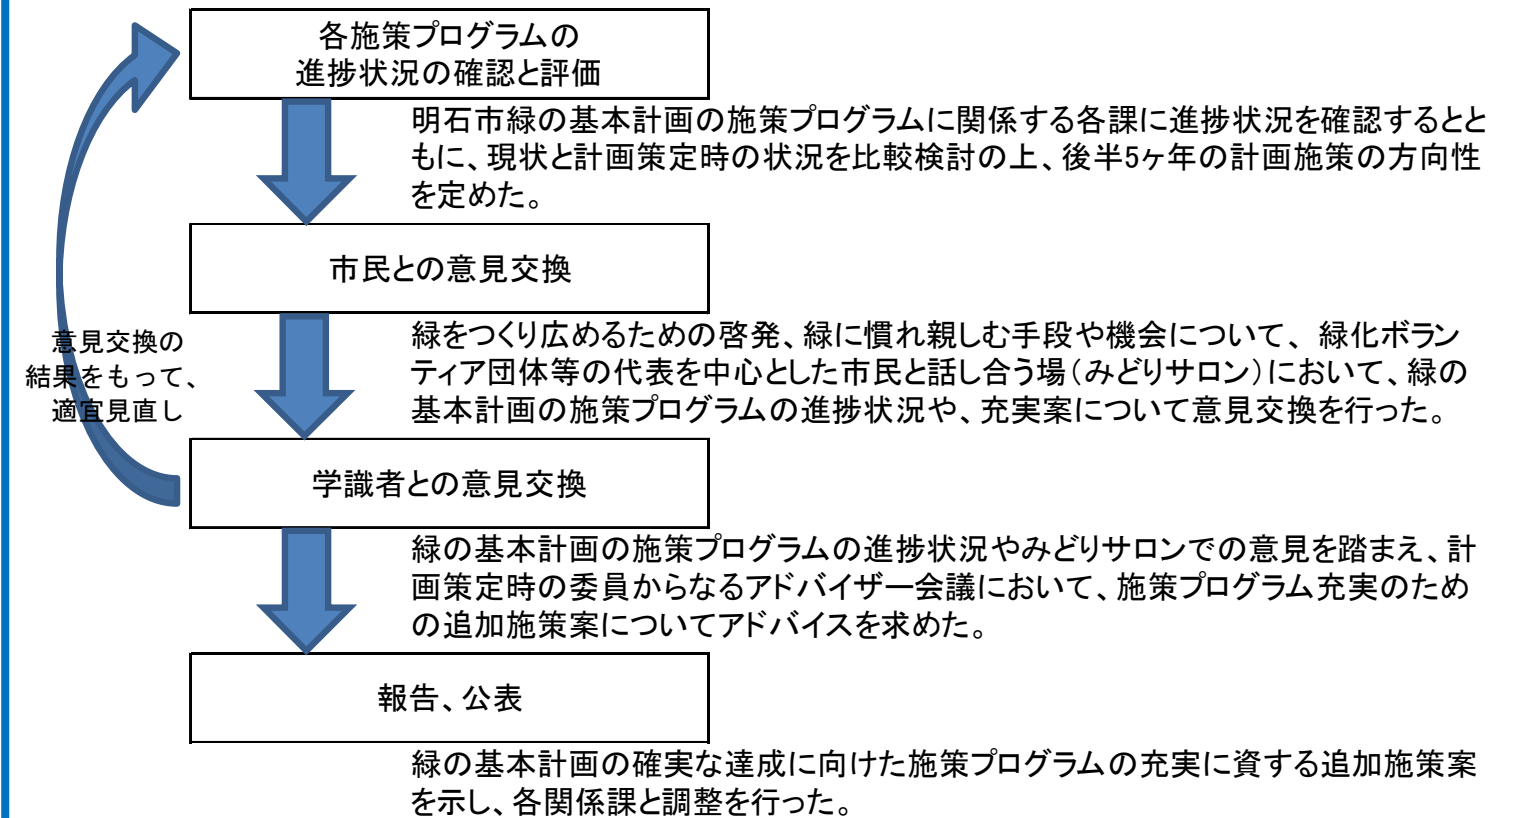 各施策プログラムの
進捗状況の確認と評価
明石市緑の基本計画の施策プログラムに関係する各課に進捗状況を確認するとと
もに、現状と計画策定時の状況を比較検討の上、後半5ヶ年の計画施策の方向性
を定めた。
市民との意見交換
緑をつくり広めるための啓発、緑に慣れ親しむ手段や機会について、緑化ボラン
ティア団体等の代表を中心とした市民と話し合う場（みどりサロン）において、緑の
基本計画の施策プログラムの進捗状況や、充実案について意見交換を行った。
意見交換の
結果をもって、
適宜見直し
学識者との意見交換
緑の基本計画の施策プログラムの進捗状況やみどりサロンでの意見を踏まえ、計
画策定時の委員からなるアドバイザー会議において、施策プログラム充実のため
の追加施策案についてアドバイスを求めた。
報告、公表
緑の基本計画の確実な達成に向けた施策プログラムの充実に資する追加施策案
を示し、各関係課と調整を行った。